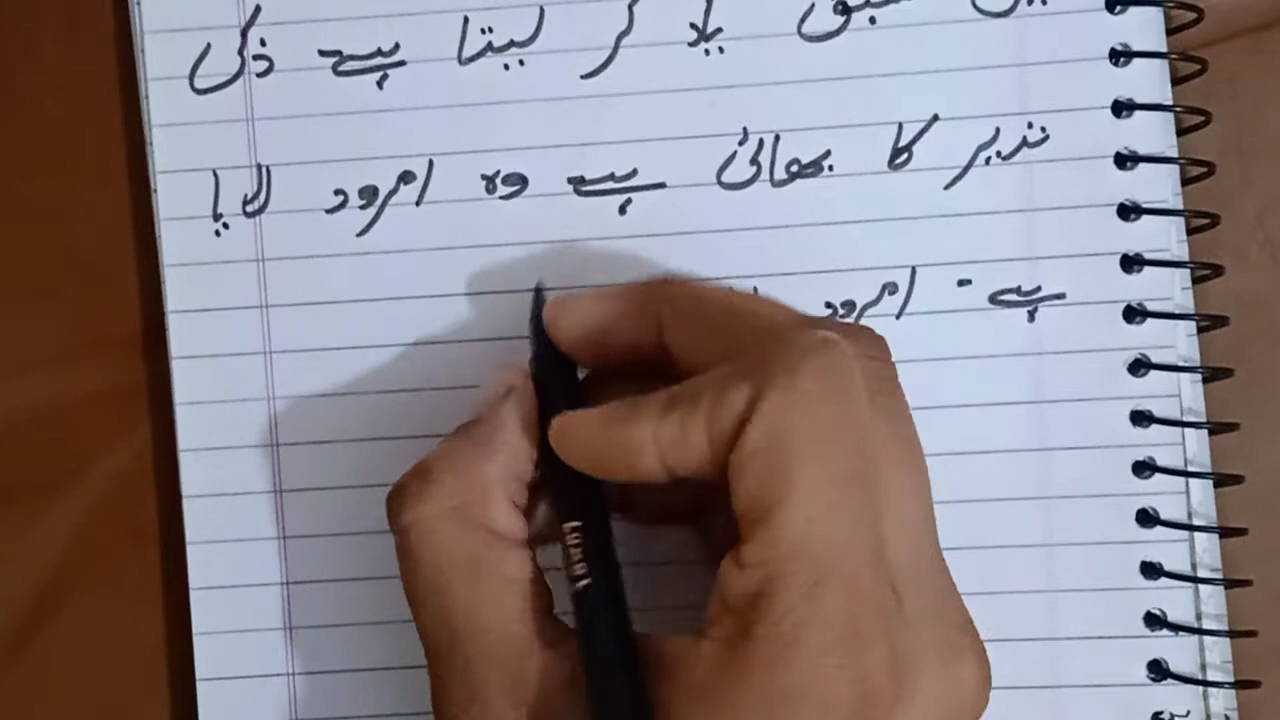 سبق یاد کر لیتا ہے ذکی
نذیر کا بھائی ہے وہ امرود لایا
ہے ۔ امرود